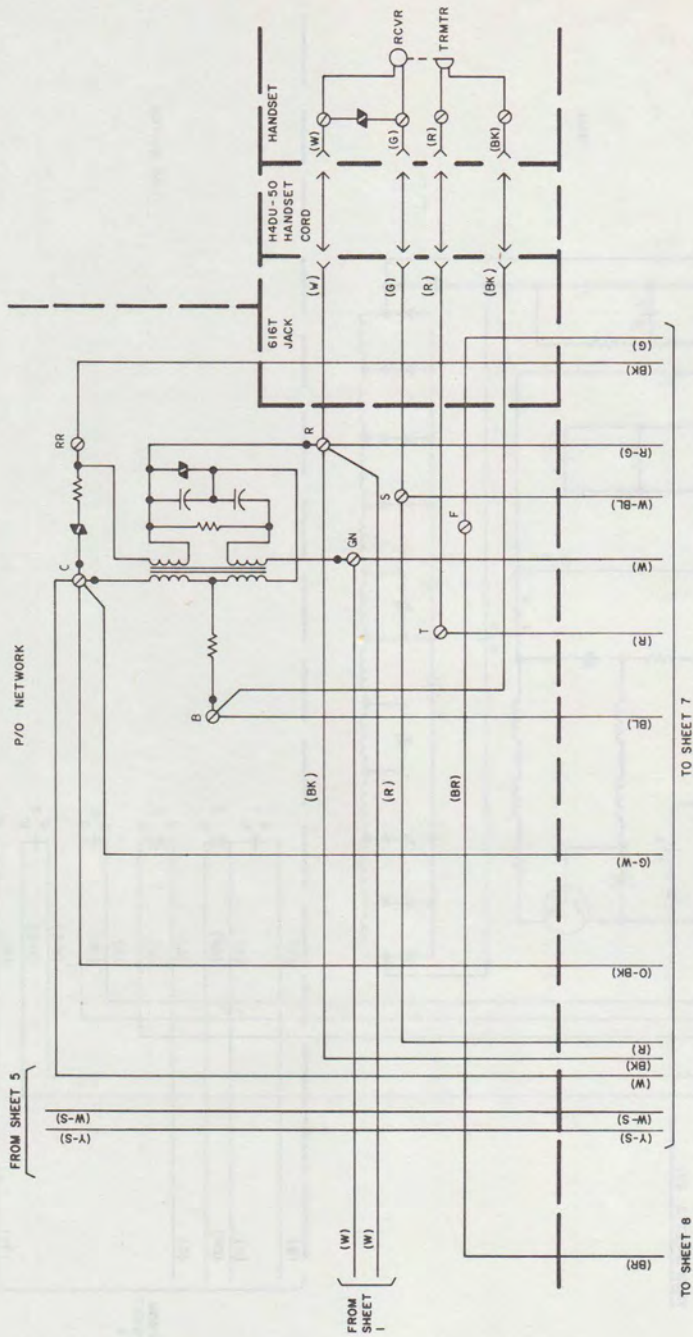 FROM SHEET 5
P/O NETWORK
(Y-S)
(W-S)
C
RR
616T
JACK
H4DU-50
HANDSET
CORD
HANDSET
B
GN
R
(W)
(W)
RCVR
(BK)
(G)
(G)
S
(R)
(R)
(R)
TRMTR
T
(BR)
F
(BK)
(BK)
FROM
SHEET
1
(W)
(W)
(BR)
(Y-S)
(W-S)
(W)
(BK)
(R)
(O-BK)
(G-W)
(BL)
(R)
(W)
(W-BL)
(R-G)
(BK)
(G)
TO SHEET 8
TO SHEET 7